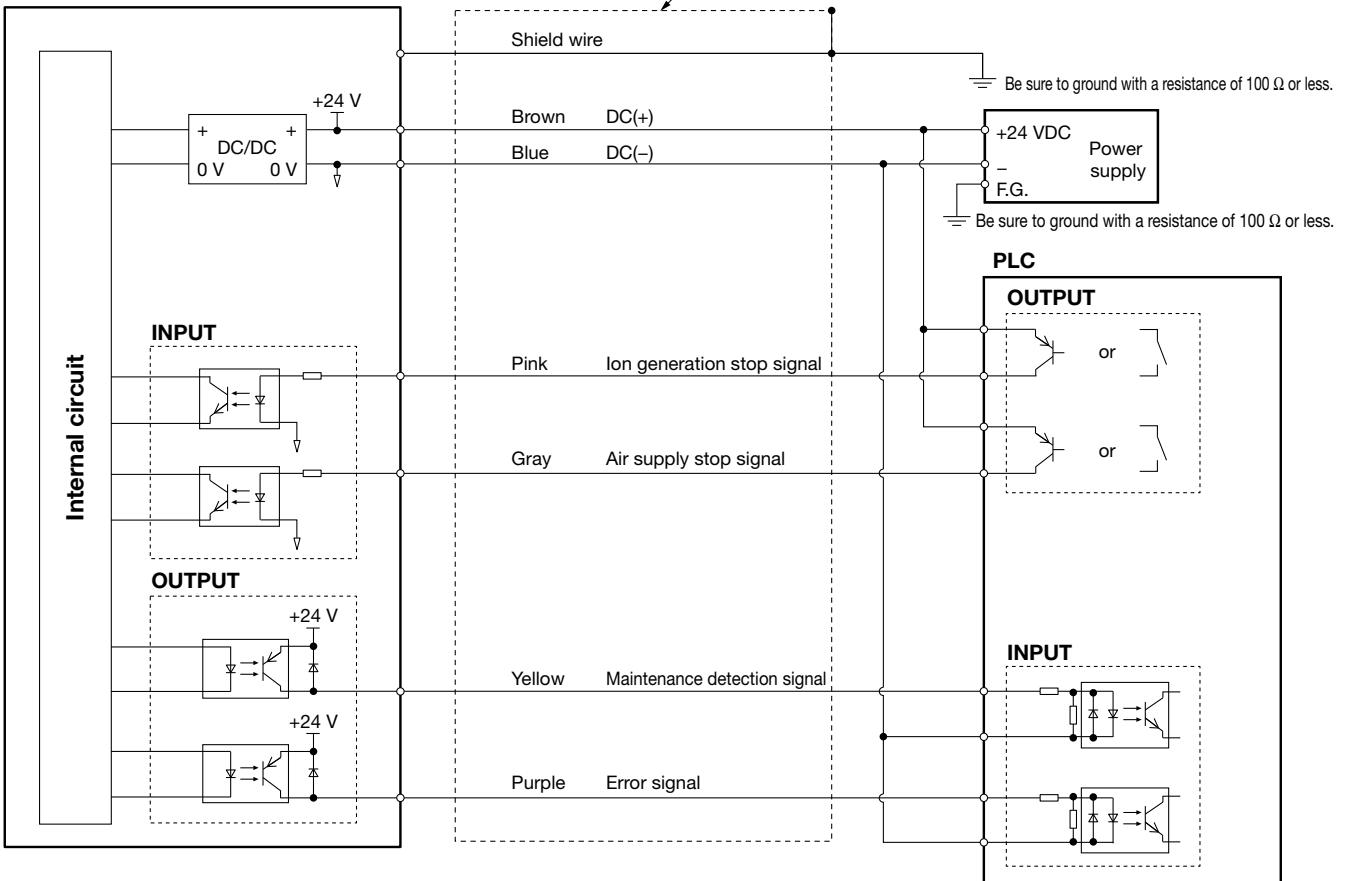 Shield wire
Be sure to ground with a resistance of 100 Ω or less.
+24 V
Brown DC(+)
+ + +24 VDC
DC/DC Power
Blue DC(−)
0 V 0 V − supply
F.G.
Be sure to ground with a resistance of 100 Ω or less.
PLC
OUTPUT
INPUT
or
Pink Ion generation stop signal
Internal circuit
or
Gray Air supply stop signal
OUTPUT
+24 V
INPUT
Yellow Maintenance detection signal
+24 V
Purple Error signal